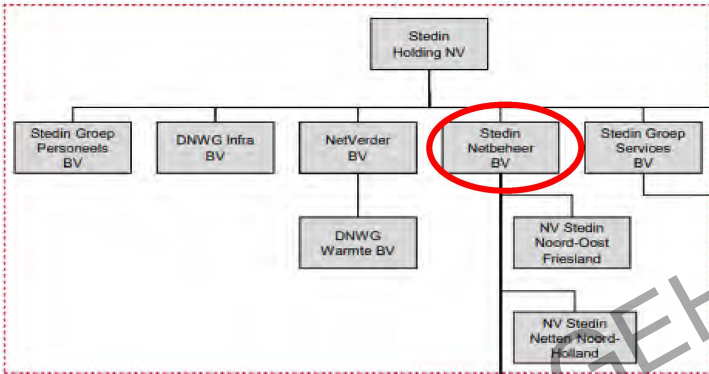 Stedin
Holding NV
Stedin Groep
Personeels
BV
DNWG Infra
BV
NetVerder
BV
Stedin
Netbeheer
BV
Stedin Groep
Services
BV
DNWG
Warmte BV
NV Stedin
Noord-Oost
Friesland
NV Stedin
Netten Noord-
Holland